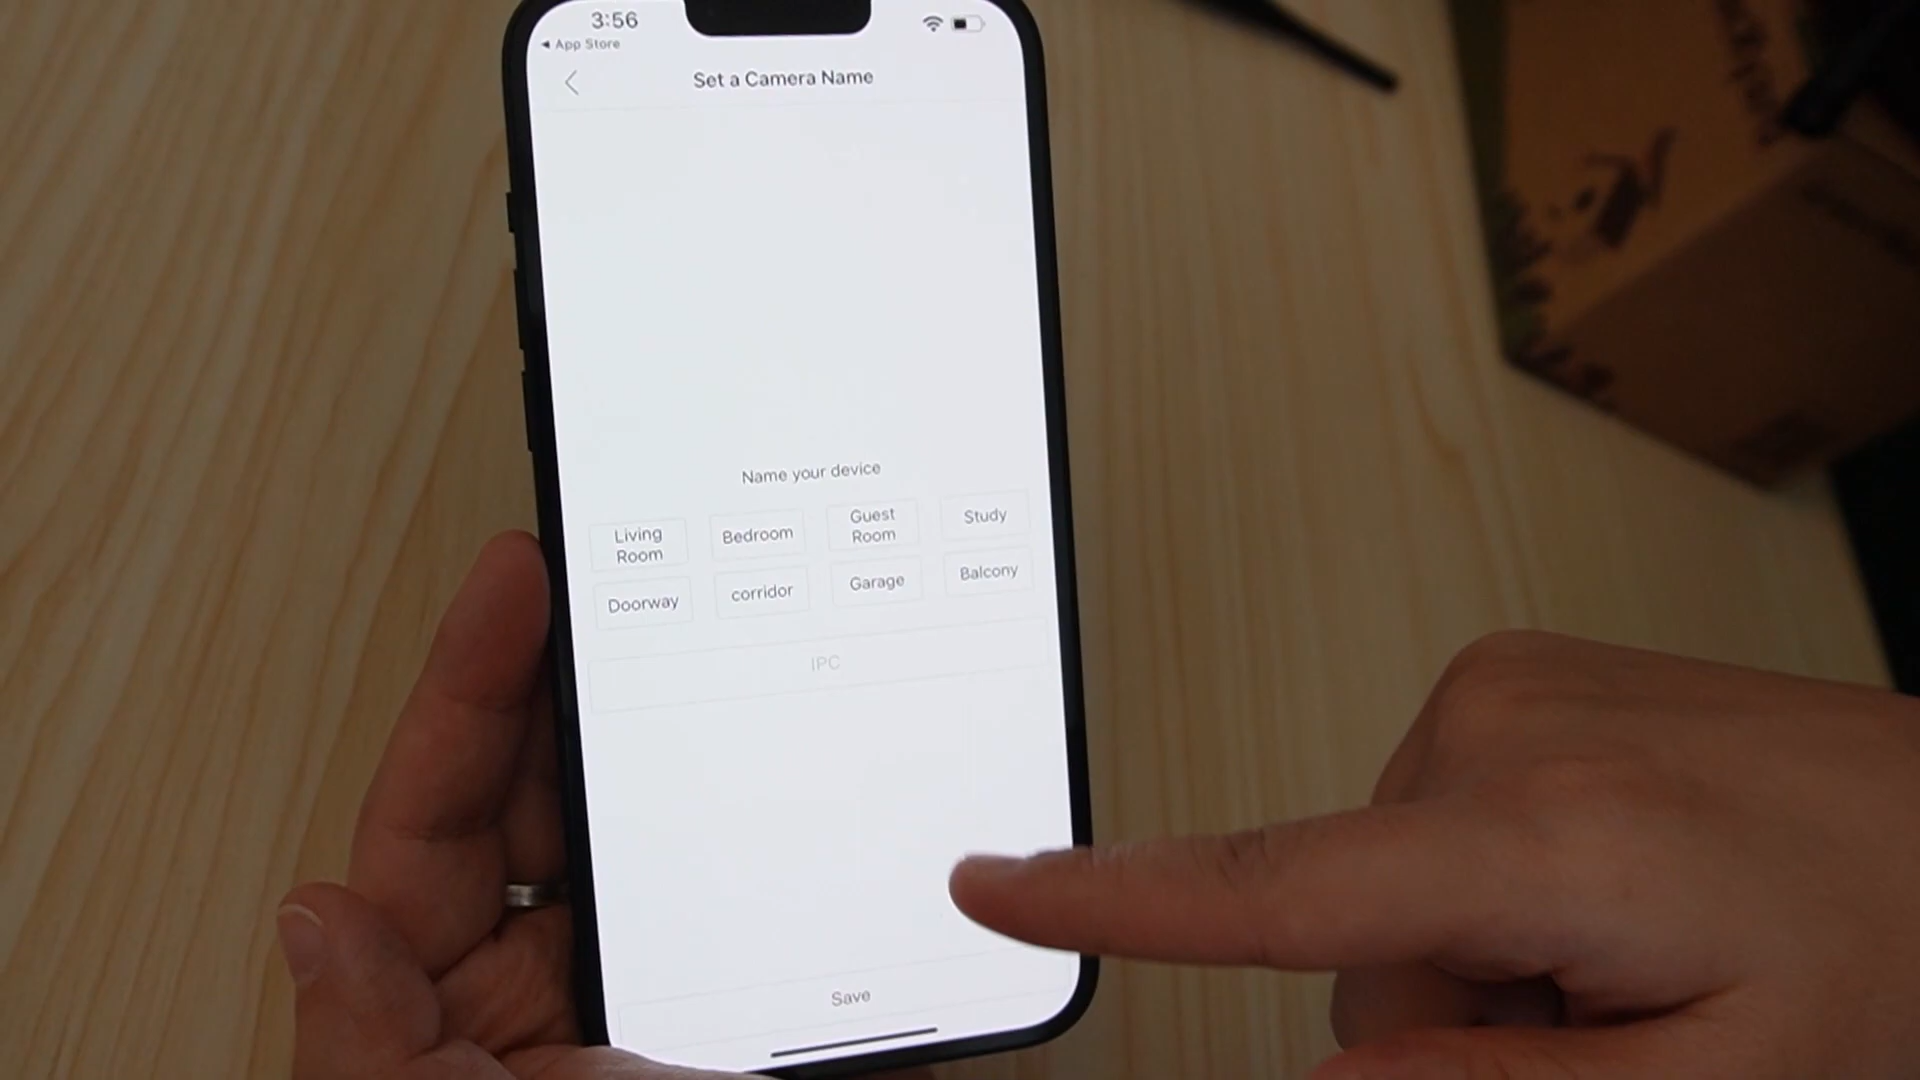 3:56
◄ App Store
Set a Camera Name
Name your device
Living
Room
Bedroom
Guest
Room
Study
Doorway
corridor
Garage
Balcony
IPC
Save